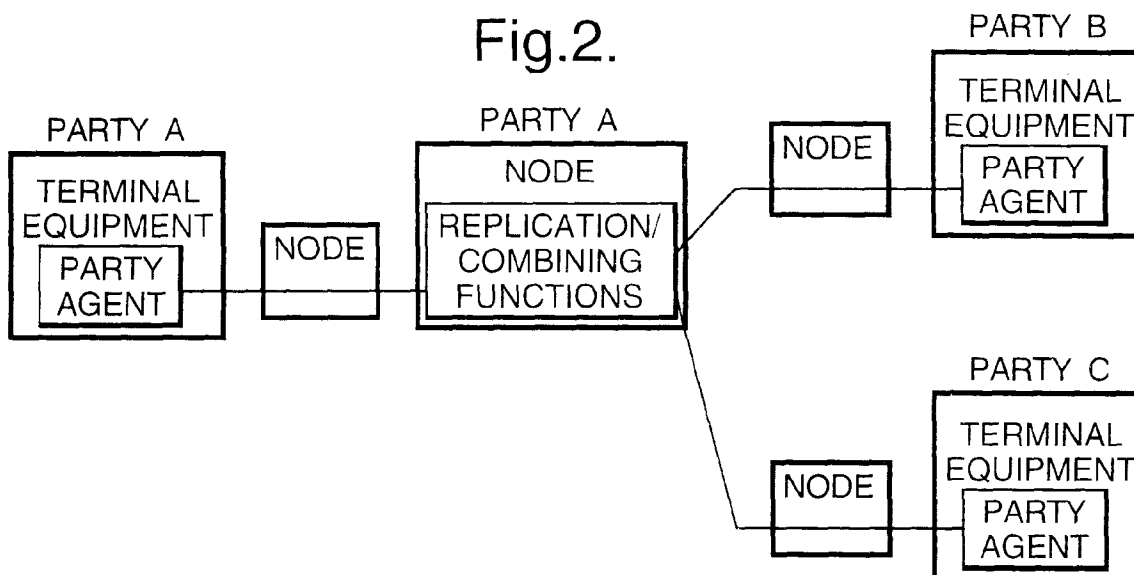 Fig.2.
PARTY A
TERMINAL
EQUIPMENT
PARTY
AGENT
NODE
PARTY A
NODE
REPLICATION/
COMBINING
FUNCTIONS
NODE
PARTY B
TERMINAL
EQUIPMENT
PARTY
AGENT
NODE
PARTY C
TERMINAL
EQUIPMENT
PARTY
AGENT